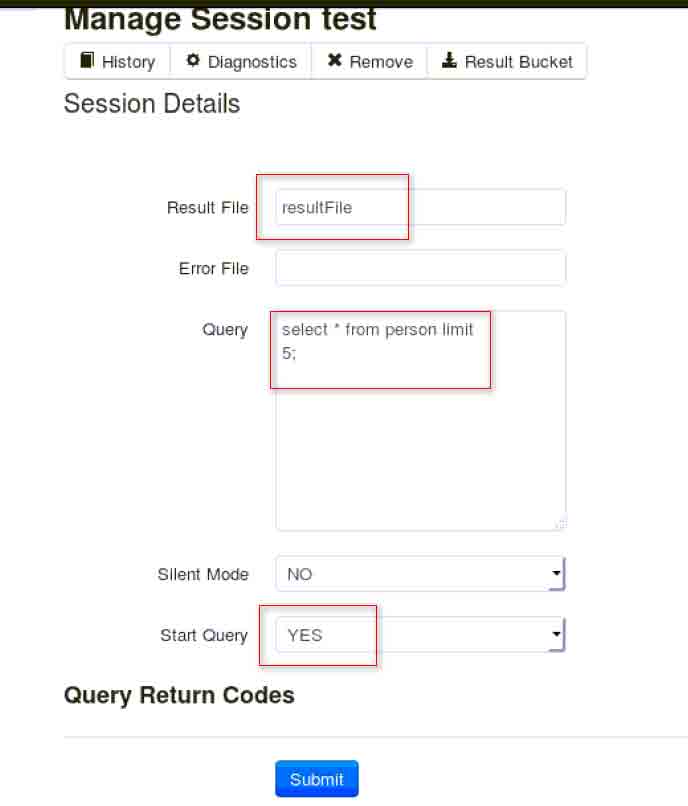 Manage Session test
History Diagnostics Remove Result Bucket
Session Details
Result File resultFile
Error File
Query select * from person limit
5;
Silent Mode NO
Start Query YES
Query Return Codes
Submit